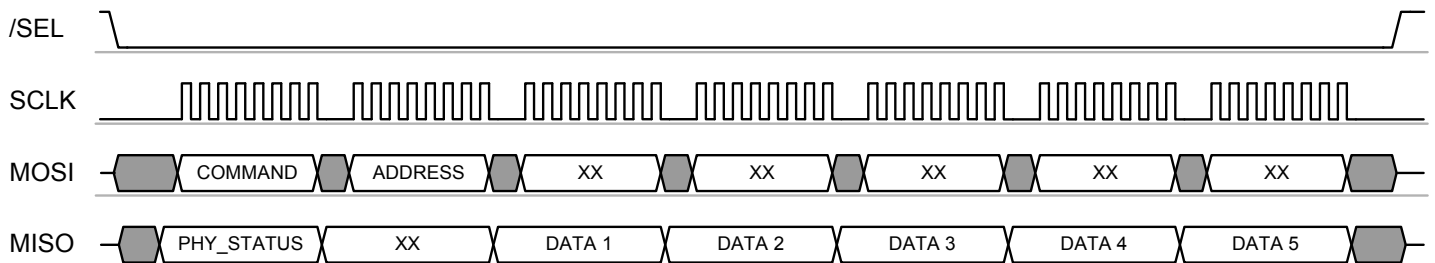 /SEL
SCLK
MOSI COMMAND ADDRESS XX XX XX XX XX
MISO PHY_STATUS XX DATA 1 DATA 2 DATA 3 DATA 4 DATA 5